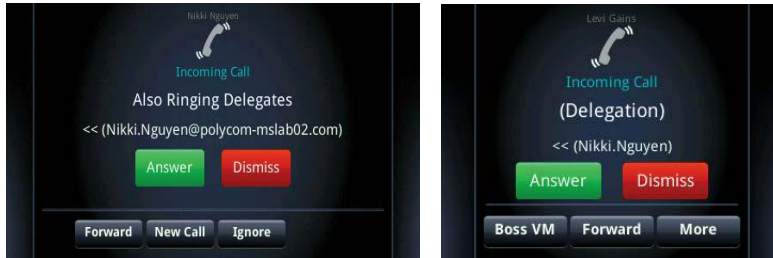 Nikki Nguyen
Incoming Call
Also Ringing Delegates
<< (Nikki.Nguyen@polycom-mslab02.com)
Answer Dismiss
Forward New Call Ignore
Levi Gains
Incoming Call
(Delegation)
<< (Nikki.Nguyen)
Answer Dismiss
Boss VM Forward More